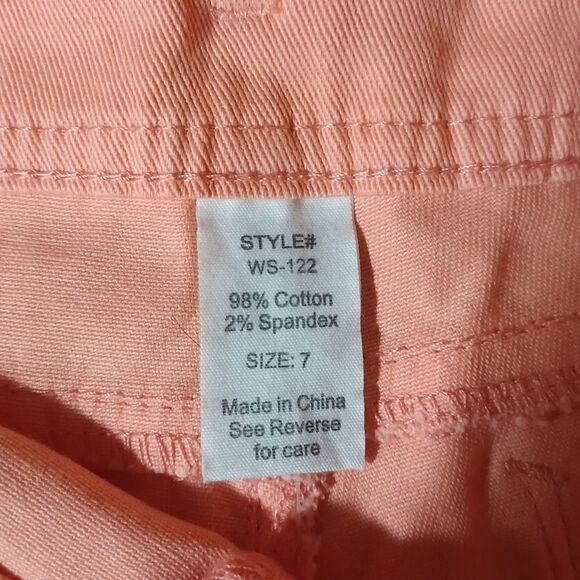 STYLE#
WS-122
98% Cotton
2% Spandex
SIZE: 7
Made in China
See Reverse
for care